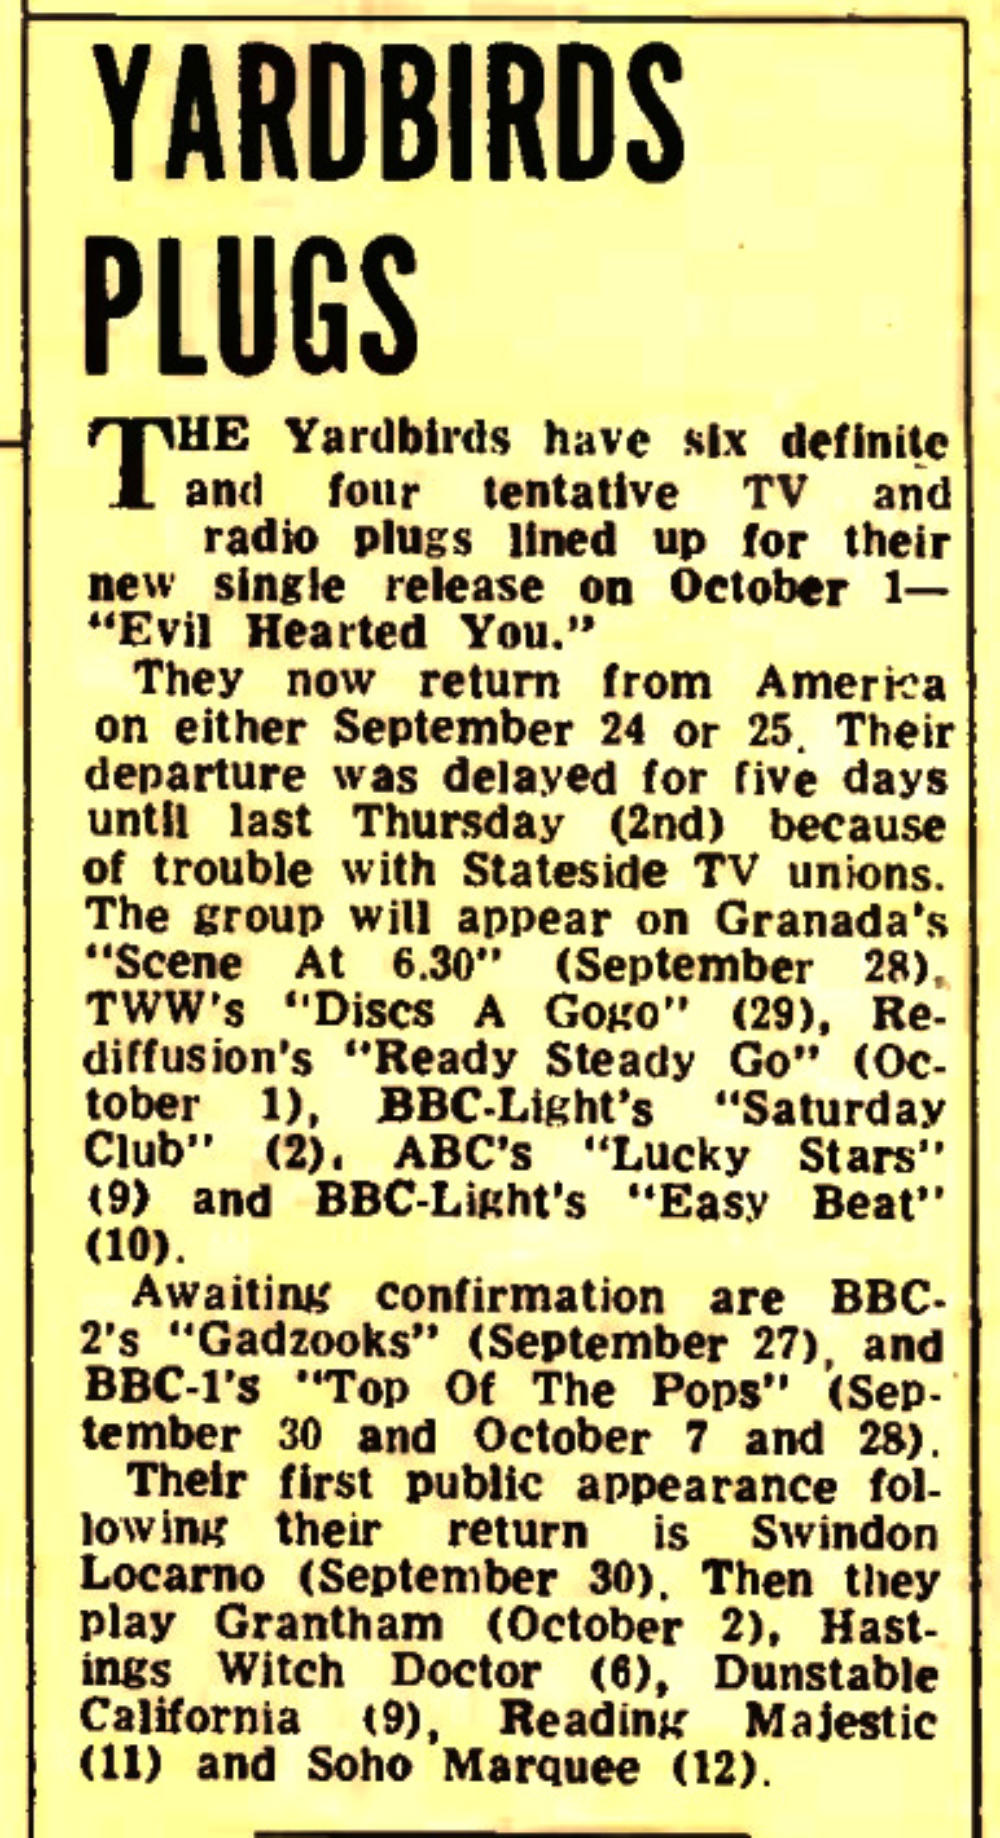 YARDBIRDS
PLUGS
THE Yardbirds have six definite
and four tentative TV and
radio plugs lined up for their
new single release on October 1—
“Evil Hearted You.”
They now return from America
on either September 24 or 25. Their
departure was delayed for five days
until last Thursday (2nd) because
of trouble with Stateside TV unions.
The group will appear on Granada's
“Scene At 6.30” (September 28),
TWW's “Discs A Gogo” (29), Re-
diffusion's “Ready Steady Go” (Oc-
tober 1), BBC-Light's “Saturday
Club” (2), ABC's “Lucky Stars”
(9) and BBC-Light's “Easy Beat”
(10).
Awaiting confirmation are BBC-
2's “Gadzooks” (September 27), and
BBC-1's “Top Of The Pops” (Sep-
tember 30 and October 7 and 28).
Their first public appearance fol-
lowing their return is Swindon
Locarno (September 30). Then they
play Grantham (October 2), Hast-
ings Witch Doctor (6), Dunstable
California (9), Reading Majestic
(11) and Soho Marquee (12).